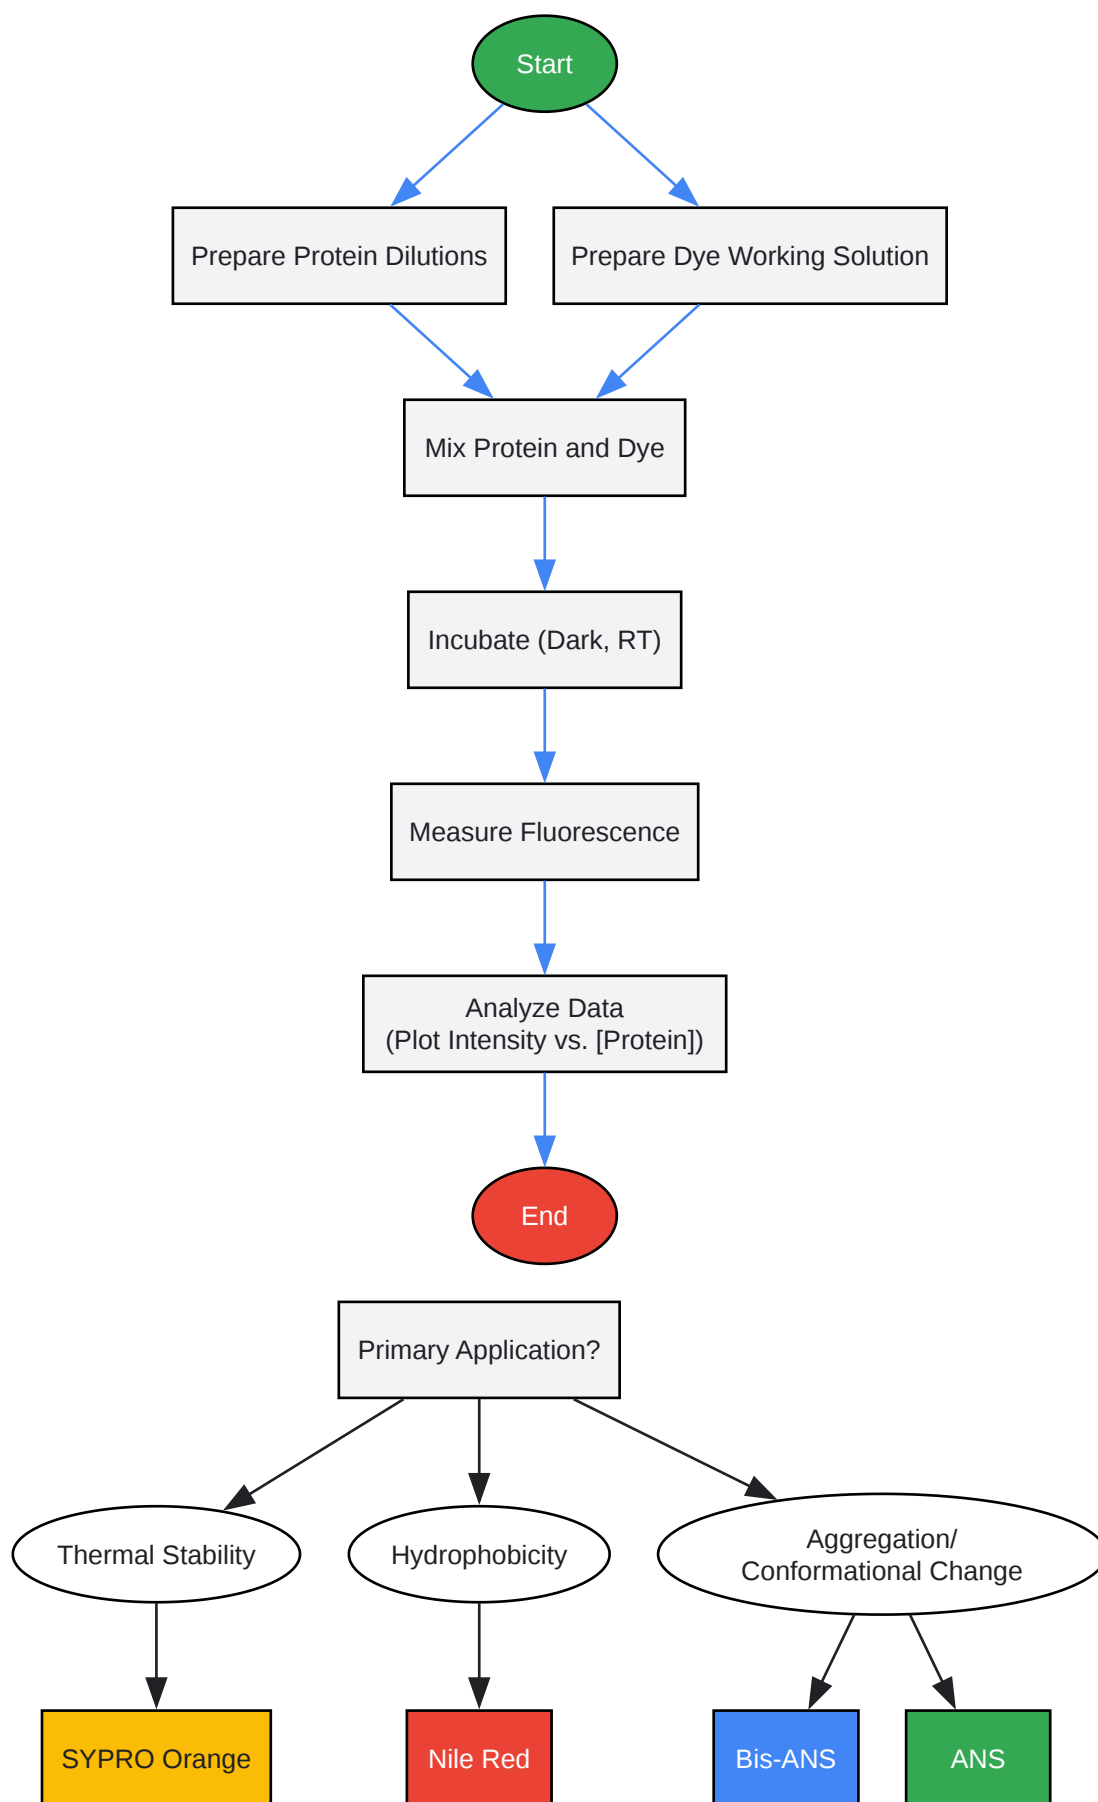 Start
Prepare Protein Dilutions
Prepare Dye Working Solution
Mix Protein and Dye
Incubate (Dark, RT)
Measure Fluorescence
Analyze Data
(Plot Intensity vs. [Protein])
End
Primary Application?
Thermal Stability
Hydrophobicity
Aggregation/
Conformational Change
SYPRO Orange
Nile Red
Bis-ANS
ANS